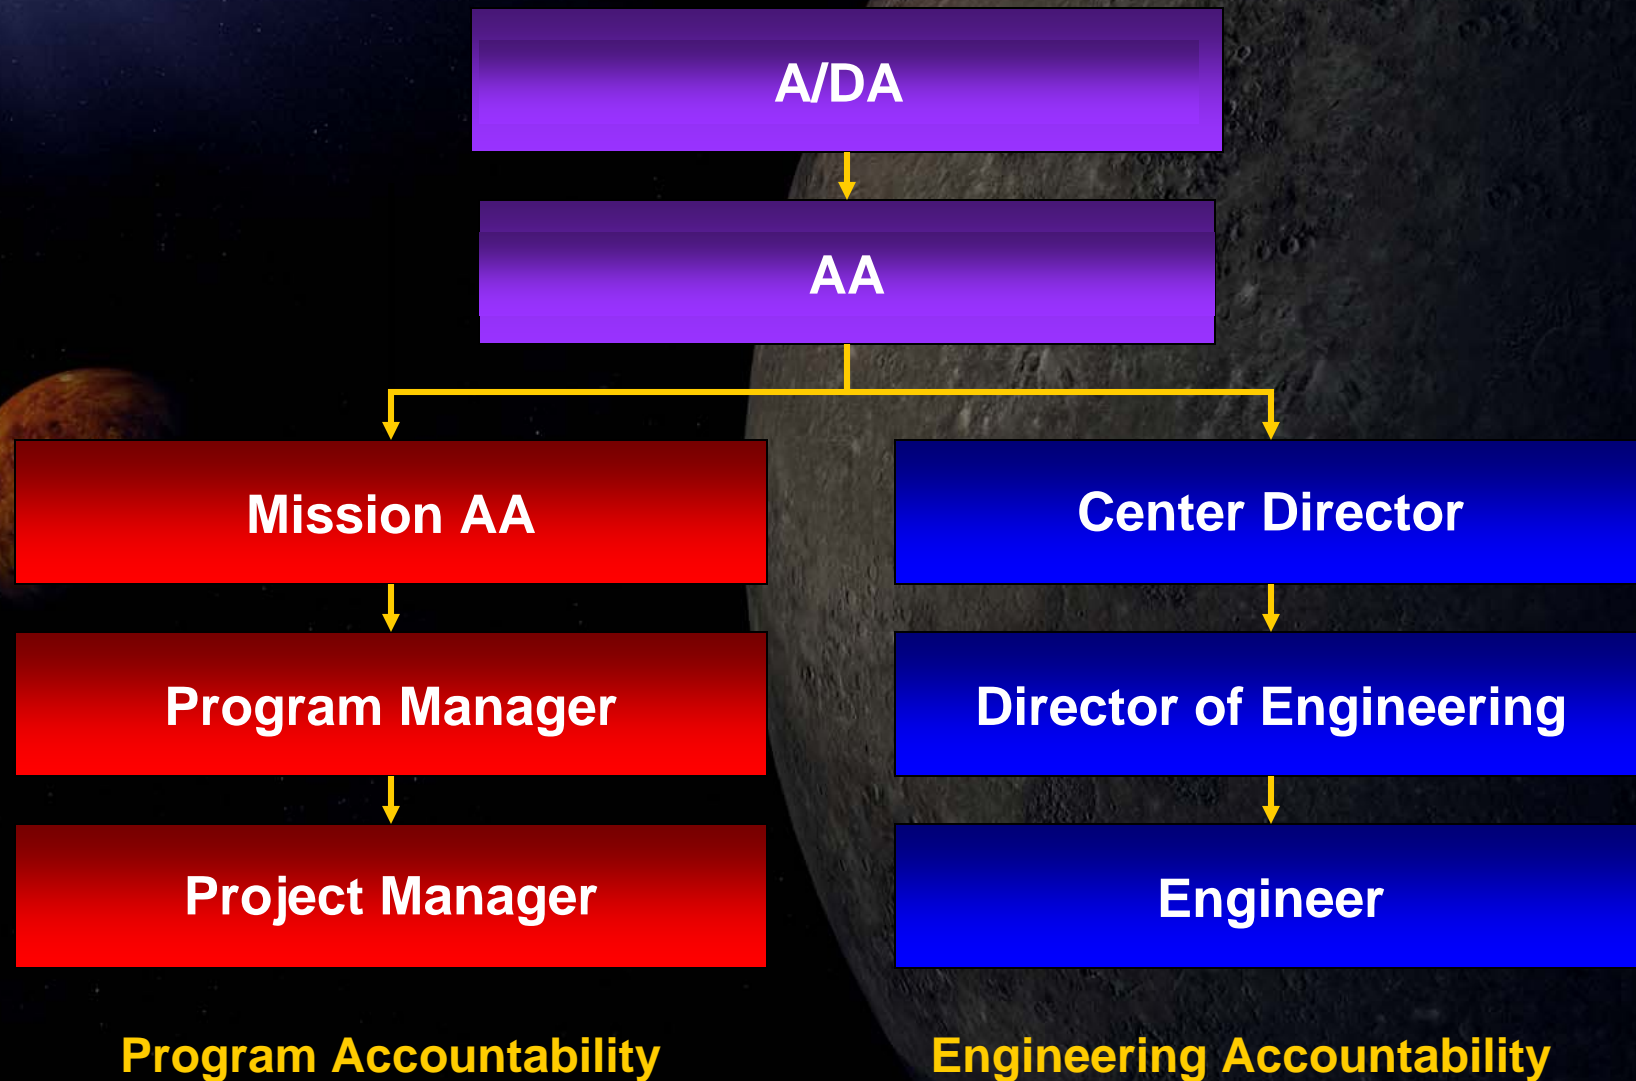 A/DA
AA
Mission AA
Center Director
Program Manager
Director of Engineering
Project Manager
Engineer
Program Accountability
Engineering Accountability